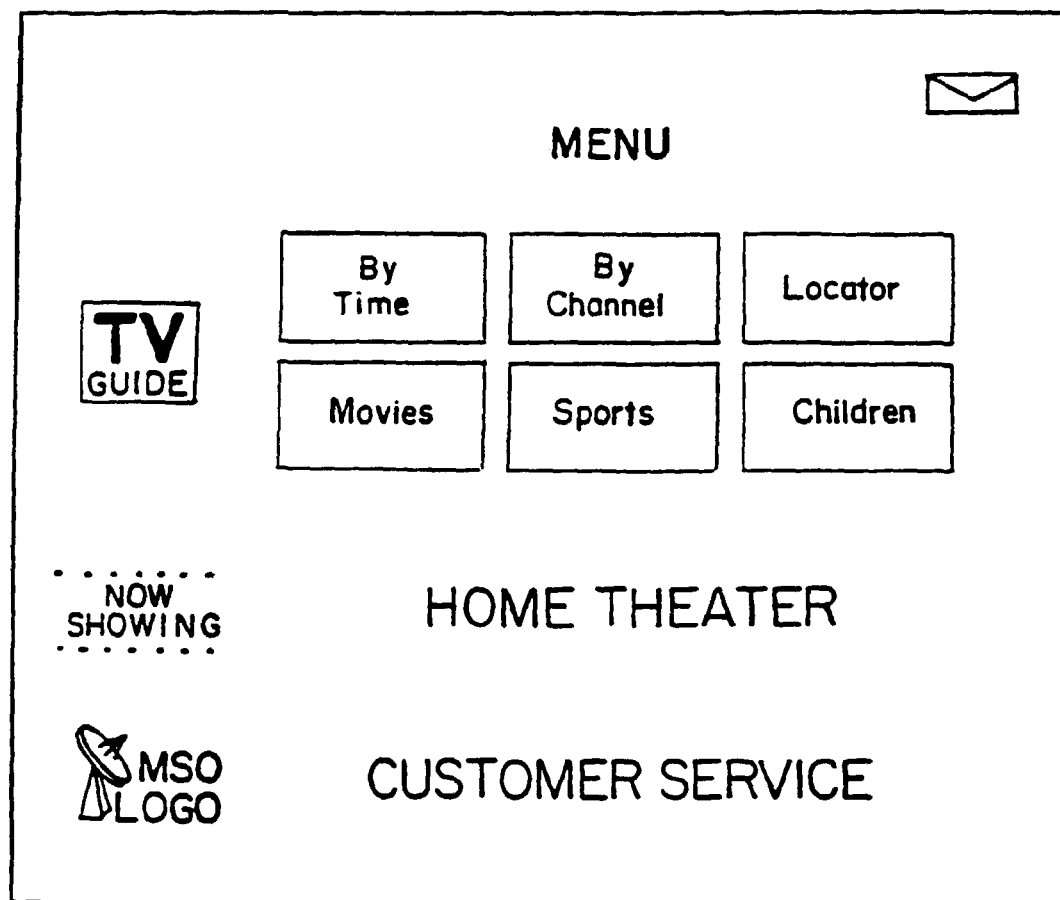 MENU
By
Time
By
Channel
Locator
TV
GUIDE
Movies
Sports
Children
NOW
SHOWING
HOME THEATER
MSO
LOGO
CUSTOMER SERVICE